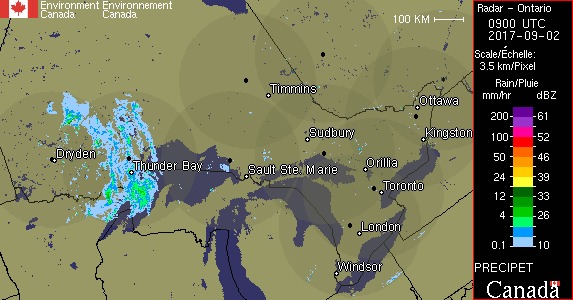 Environment Environnement
Canada Canada
100 KM
Timmins
Ottawa
Sudbury
Kingston
Dryden
Thunder Bay
Sault Ste. Marie
Orillia
Toronto
London
Windsor
Radar - Ontario
0900 UTC
2017-09-02
Scale/Échelle:
3.5 km/Pixel
Rain/Pluie
mm/hr dBZ
200 61
100 52
50 46
24 39
12 33
4 26
0.1 10
PRECIPET
Canada